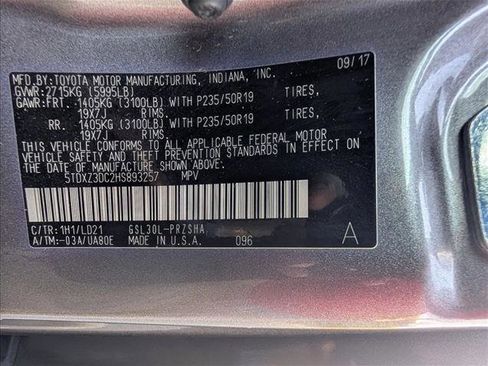 MFD. BY: TOYOTA MOTOR MANUFACTURING, INDIANA, INC. 09/17
GVWR: 2715KG (5995LB)
GAWR: FRT. 1405KG (3100LB) WITH P235/50R19 TIRES,
19X7J RIMS.
RR. 1405KG (3100LB) WITH P235/50R19 TIRES,
19X7J RIMS.
THIS VEHICLE CONFORMS TO ALL APPLICABLE FEDERAL MOTOR
VEHICLE SAFETY AND THEFT PREVENTION STANDARDS IN EFFECT ON
THE DATE OF MANUFACTURE SHOWN ABOVE.
5TDXZ3DC2HS893257 MPV
C/TR: 1H1/LD21 GSL30L-PRZSHA
A/TM: -03A/UA80E MADE IN U.S.A. 096 A